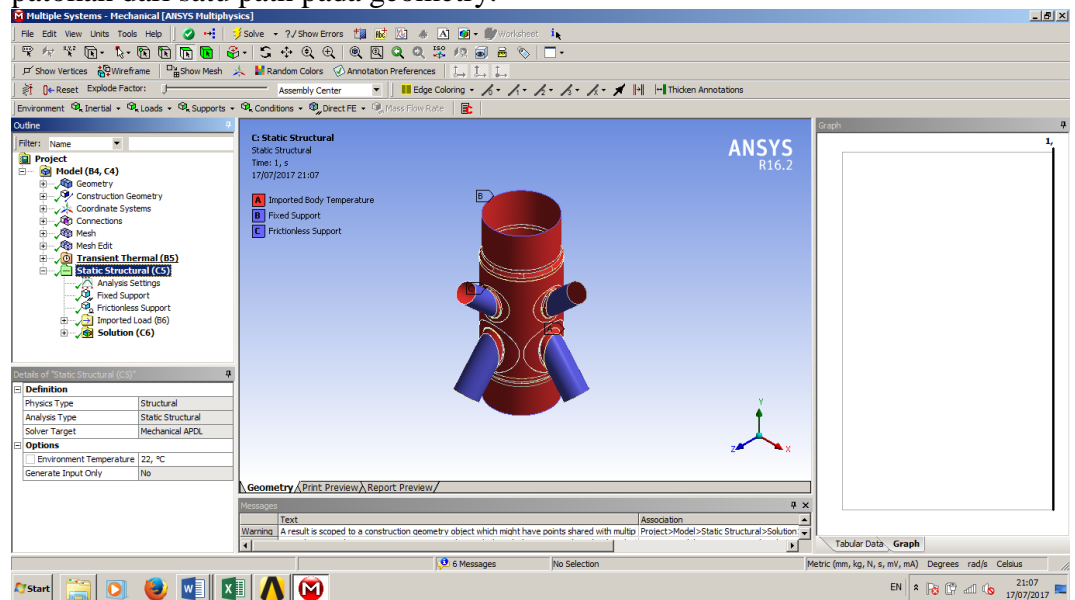 patokan dari satu path pada geometry.
Multiple Systems - Mechanical [ANSYS Multiphysics]
File Edit View Units Tools Help Solve ?/ Show Errors Worksheet
Show Vertices Wireframe Show Mesh Random Colors Annotation Preferences
Reset Explode Factor: Assembly Center Edge Coloring Thicken Annotations
Environment Inertial Loads Supports Conditions Direct FE Mass Flow Rate
Outline
Filter: Name
Project
Model (B4, C4)
Geometry
Construction Geometry
Coordinate Systems
Connections
Mesh
Mesh Edit
Transient Thermal (B5)
Static Structural (C5)
Analysis Settings
Fixed Support
Frictionless Support
Imported Load (B6)
Solution (C6)
Details of "Static Structural (C5)"
Definition
Physics Type Structural
Analysis Type Static Structural
Solver Target Mechanical APDL
Options
Environment Temperature 22, °C
Generate Input Only No
C: Static Structural
Static Structural
Time: 1, s
17/07/2017 21:07
A Imported Body Temperature
B Fixed Support
C Frictionless Support
ANSYS
R16.2
B
Y
Z
X
Geometry Print Preview Report Preview
Messages
Text Association
Warning A result is scoped to a construction geometry object which might have points shared with multip Project>Model>Static Structural>Solution
Graph
1,
Tabular Data Graph
6 Messages No Selection Metric (mm, kg, N, s, mV, mA) Degrees rad/s Celsius
Start EN 21:07
17/07/2017